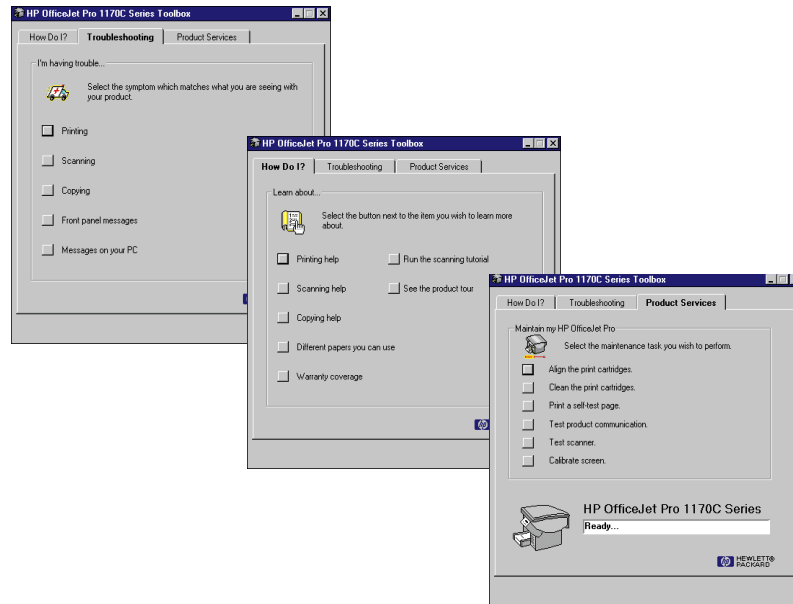 HP OfficeJet Pro 1170C Series Toolbox
How Do I? Troubleshooting Product Services
I'm having trouble...
Select the symptom which matches what you are seeing with
your product.
Printing
Scanning
Copying
Front panel messages
Messages on your PC
HP OfficeJet Pro 1170C Series Toolbox
How Do I? Troubleshooting Product Services
Learn about...
Select the button next to the item you wish to learn more
about.
Printing help Run the scanning tutorial
Scanning help See the product tour
Copying help
Different papers you can use
Warranty coverage
HP OfficeJet Pro 1170C Series Toolbox
How Do I? Troubleshooting Product Services
Maintain my HP OfficeJet Pro
Select the maintenance task you wish to perform.
Align the print cartridges.
Clean the print cartridges.
Print a self-test page.
Test product communication.
Test scanner.
Calibrate screen.
HP OfficeJet Pro 1170C Series
Ready...
hp HEWLETT®
PACKARD